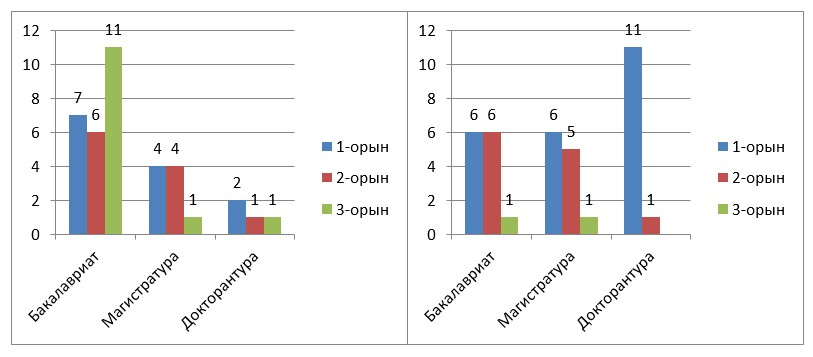 12
10
8
6
4
2
0
7
6
11
4
4
1
2
1
1
Бакалавриат
Магистратура
Докторантура
1-орын
2-орын
3-орын
12
10
8
6
4
2
0
6
6
1
6
5
1
11
1
Бакалавриат
Магистратура
Докторантура
1-орын
2-орын
3-орын